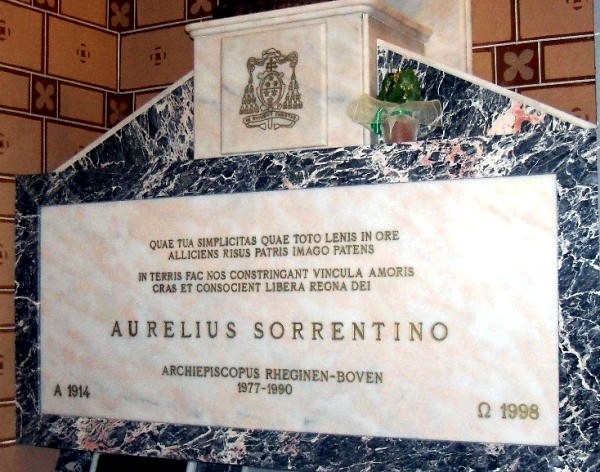 QUAE TUA SIMPLICITAS QUAE TOTO LENIS IN ORE
ALLICIENS RISUS PATRIS IMAGO PATENS
IN TERRIS FAC NOS CONSTRINGANT VINCULA AMORIS
CRAS ET CONSOCIENT LIBERA REGNA DEI
AURELIUS SORRENTINO
ARCHIEPISCOPUS RHEGINEN-BOVEN
1977-1990
A 1914
Ω 1998